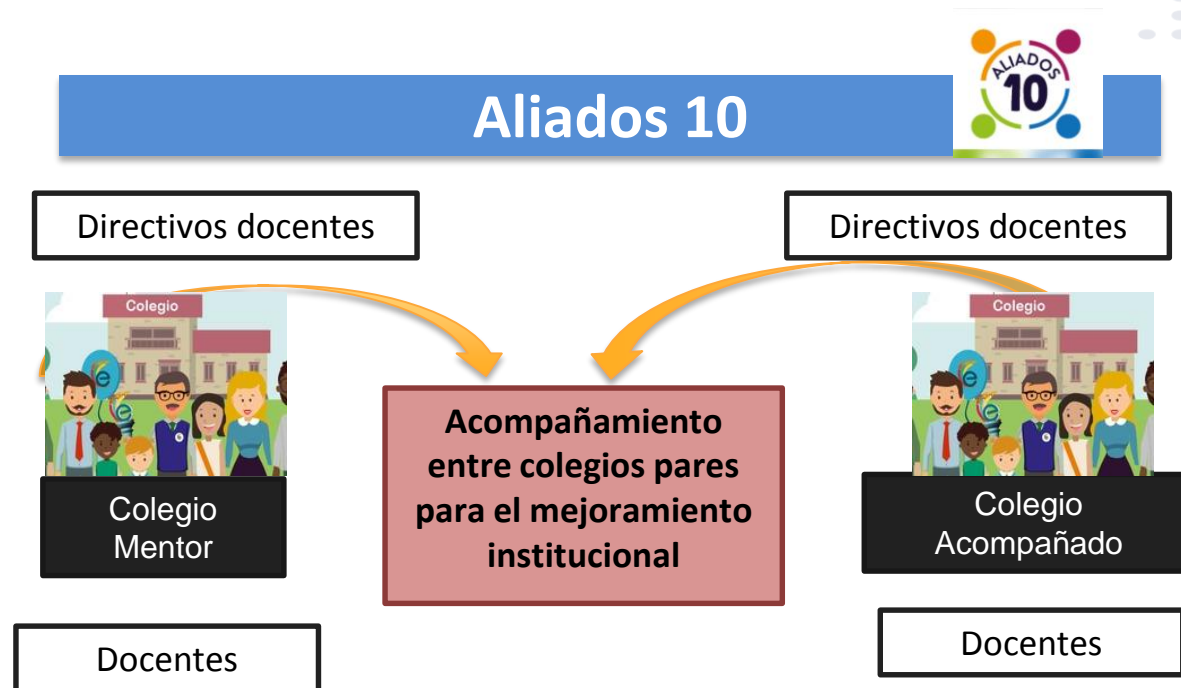 ALIADOS
10
Aliados 10
Directivos docentes
Directivos docentes
Colegio
Colegio
Acompañamiento
entre colegios pares
para el mejoramiento
institucional
Colegio
Mentor
Colegio
Acompañado
Docentes
Docentes